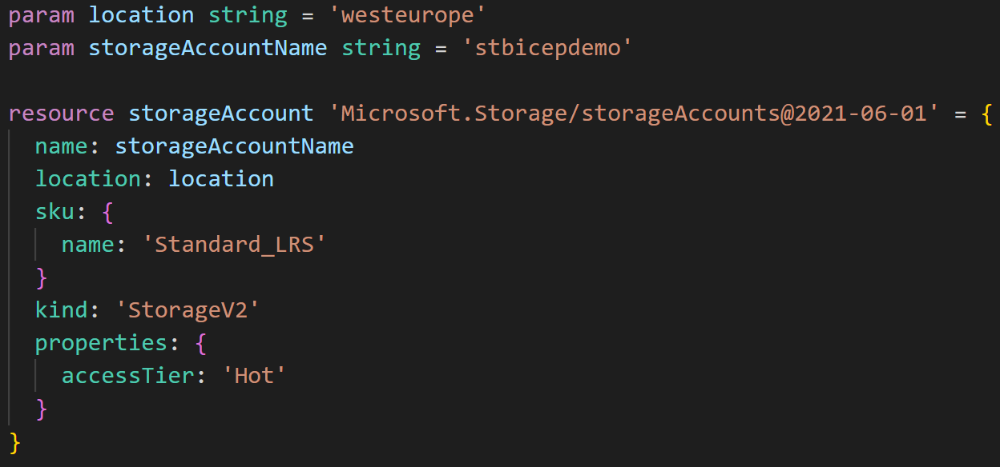 param location string = 'westeurope'
param storageAccountName string = 'stbicepdemo'

resource storageAccount 'Microsoft.Storage/storageAccounts@2021-06-01' = {
  name: storageAccountName
  location: location
  sku: {
    name: 'Standard_LRS'
  }
  kind: 'StorageV2'
  properties: {
    accessTier: 'Hot'
  }
}